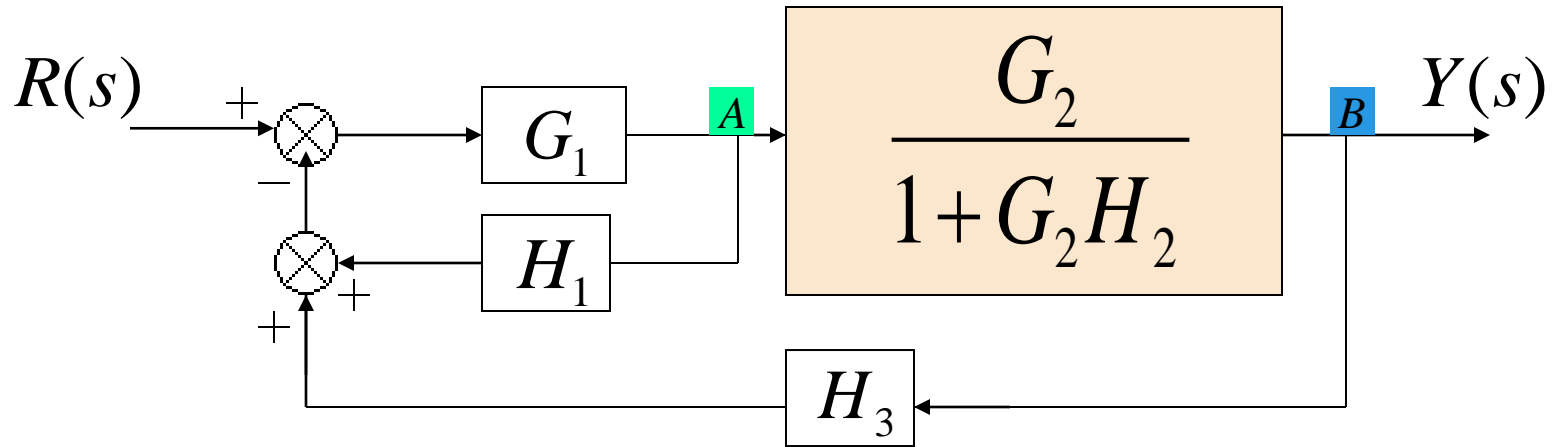 R(s)
+
−
G₁
A
G₂
1+G₂H₂
B
Y(s)
H₁
+
+
H₃